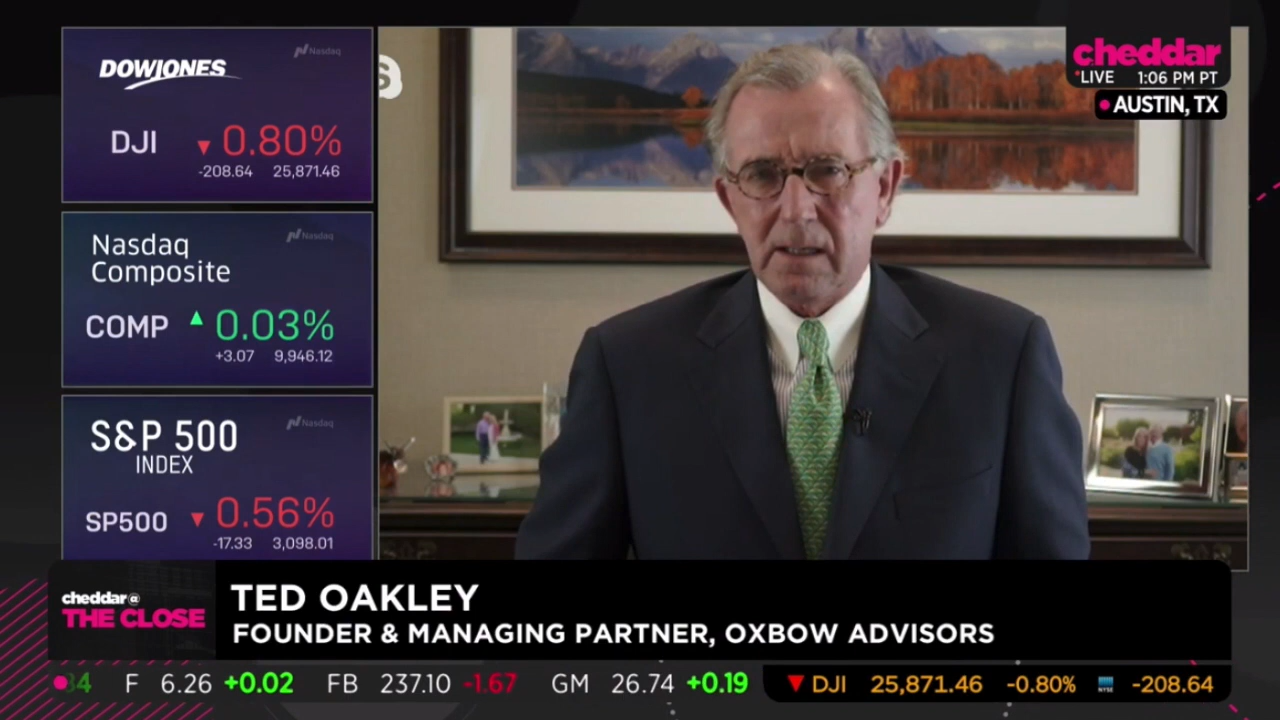 DOWJONES
Nasdaq
DJI ▼ 0.80%
-208.64 25,871.46
Nasdaq
Composite
Nasdaq
COMP ▲ 0.03%
+3.07 9,946.12
S&P 500
INDEX
Nasdaq
SP500 ▼ 0.56%
-17.33 3,098.01
S
cheddar
LIVE 1:06 PM PT
AUSTIN, TX
cheddar@
THE CLOSE
TED OAKLEY
FOUNDER & MANAGING PARTNER, OXBOW ADVISORS
4 F 6.26 +0.02 FB 237.10 -1.67 GM 26.74 +0.19
▼ DJI 25,871.46 -0.80% NYSE -208.64